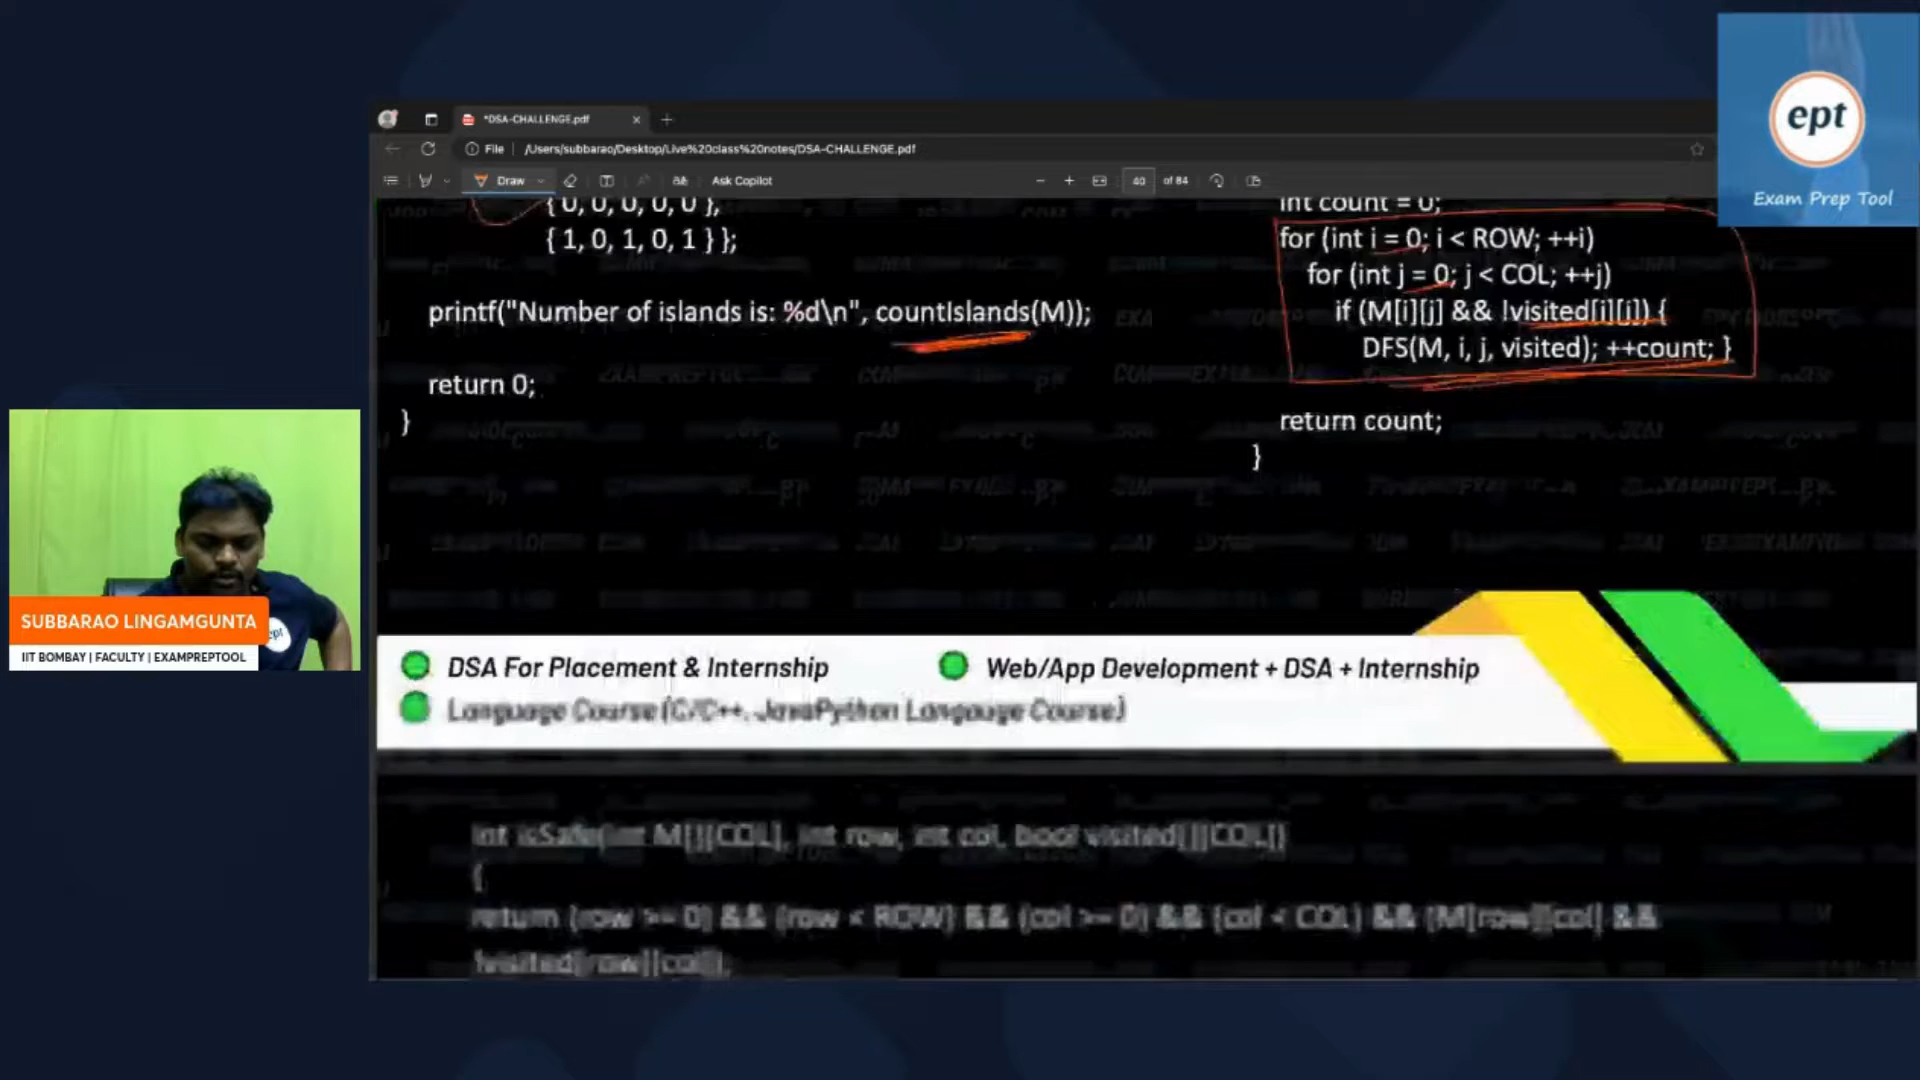 ept
Exam Prep Tool
*DSA-CHALLENGE.pdf
File | /Users/subbarao/Desktop/Live%20class%20notes/DSA-CHALLENGE.pdf
Draw
Ask Copilot
40 of 84
{ 0, 0, 0, 0, 0 },
{ 1, 0, 1, 0, 1 } };
printf("Number of islands is: %d\n", countIslands(M));
return 0;
}
int count = 0;
for (int i = 0; i < ROW; ++i)
for (int j = 0; j < COL; ++j)
if (M[i][j] && !visited[i][j]) {
DFS(M, i, j, visited); ++count; }
return count;
}
SUBBARAO LINGAMGUNTA
IIT BOMBAY | FACULTY | EXAMPREPTOOL
DSA For Placement & Internship
Web/App Development + DSA + Internship
Language Course (C/C++, JavaPython Langauge Course)
int isSafe(int M[][COL], int row, int col, bool visited[][COL])
{
return (row >= 0) && (row < ROW) && (col >= 0) && (col < COL) && (M[row][col] &&
!visited[row][col]);